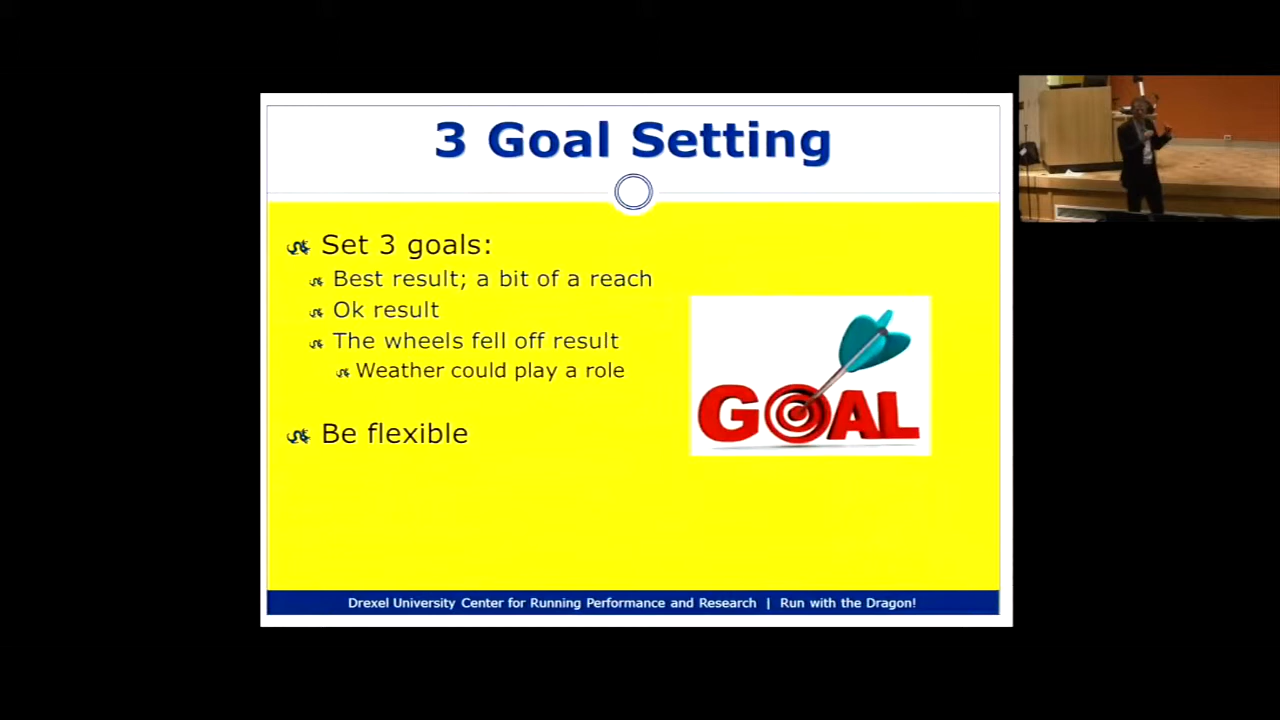 3 Goal Setting
Set 3 goals:
Best result; a bit of a reach
Ok result
The wheels fell off result
Weather could play a role
Be flexible
GOAL
Drexel University Center for Running Performance and Research | Run with the Dragon!